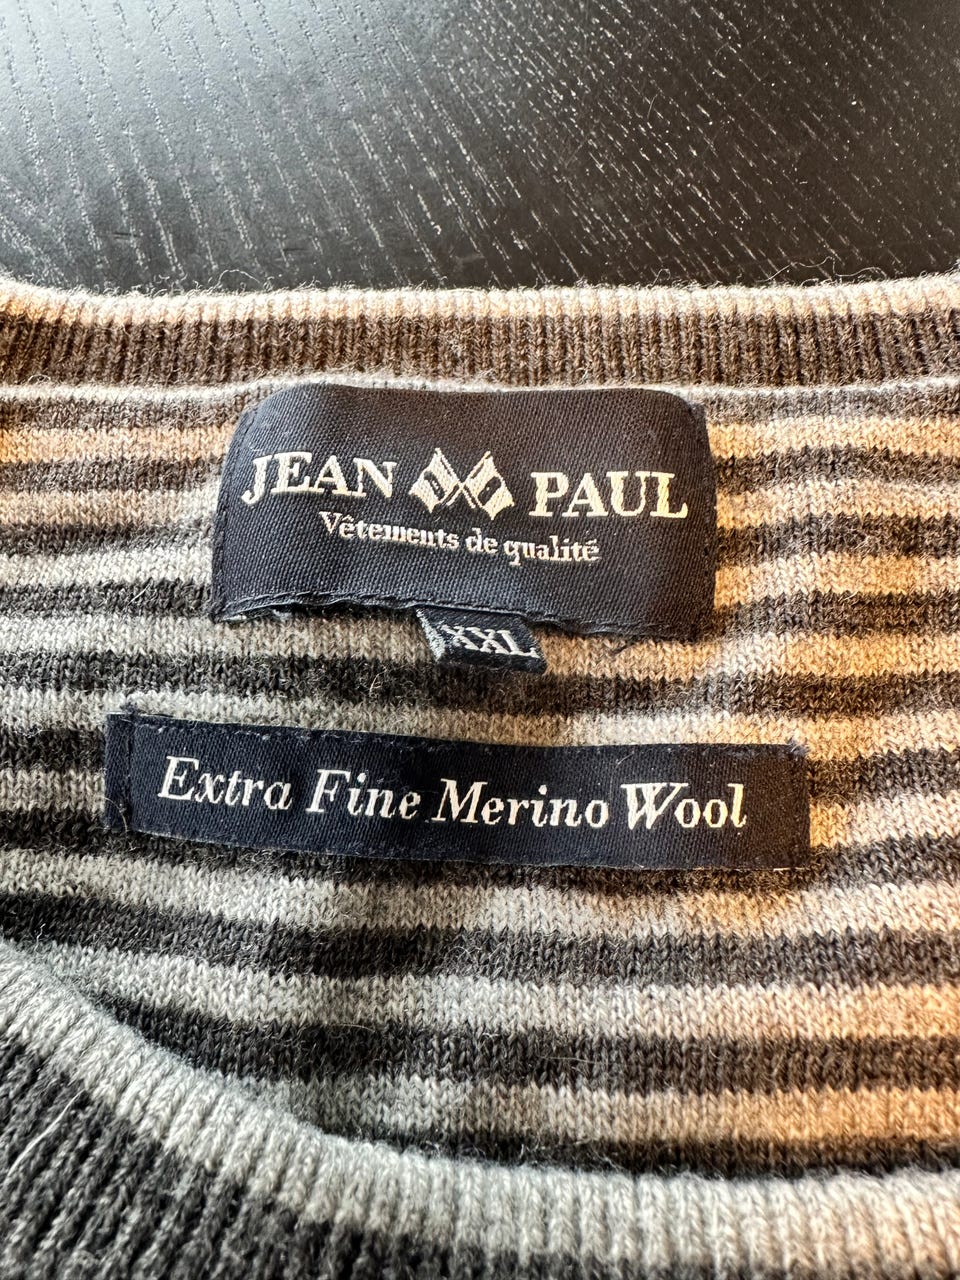 JEAN PAUL
Vêtements de qualité
XXL
Extra Fine Merino Wool